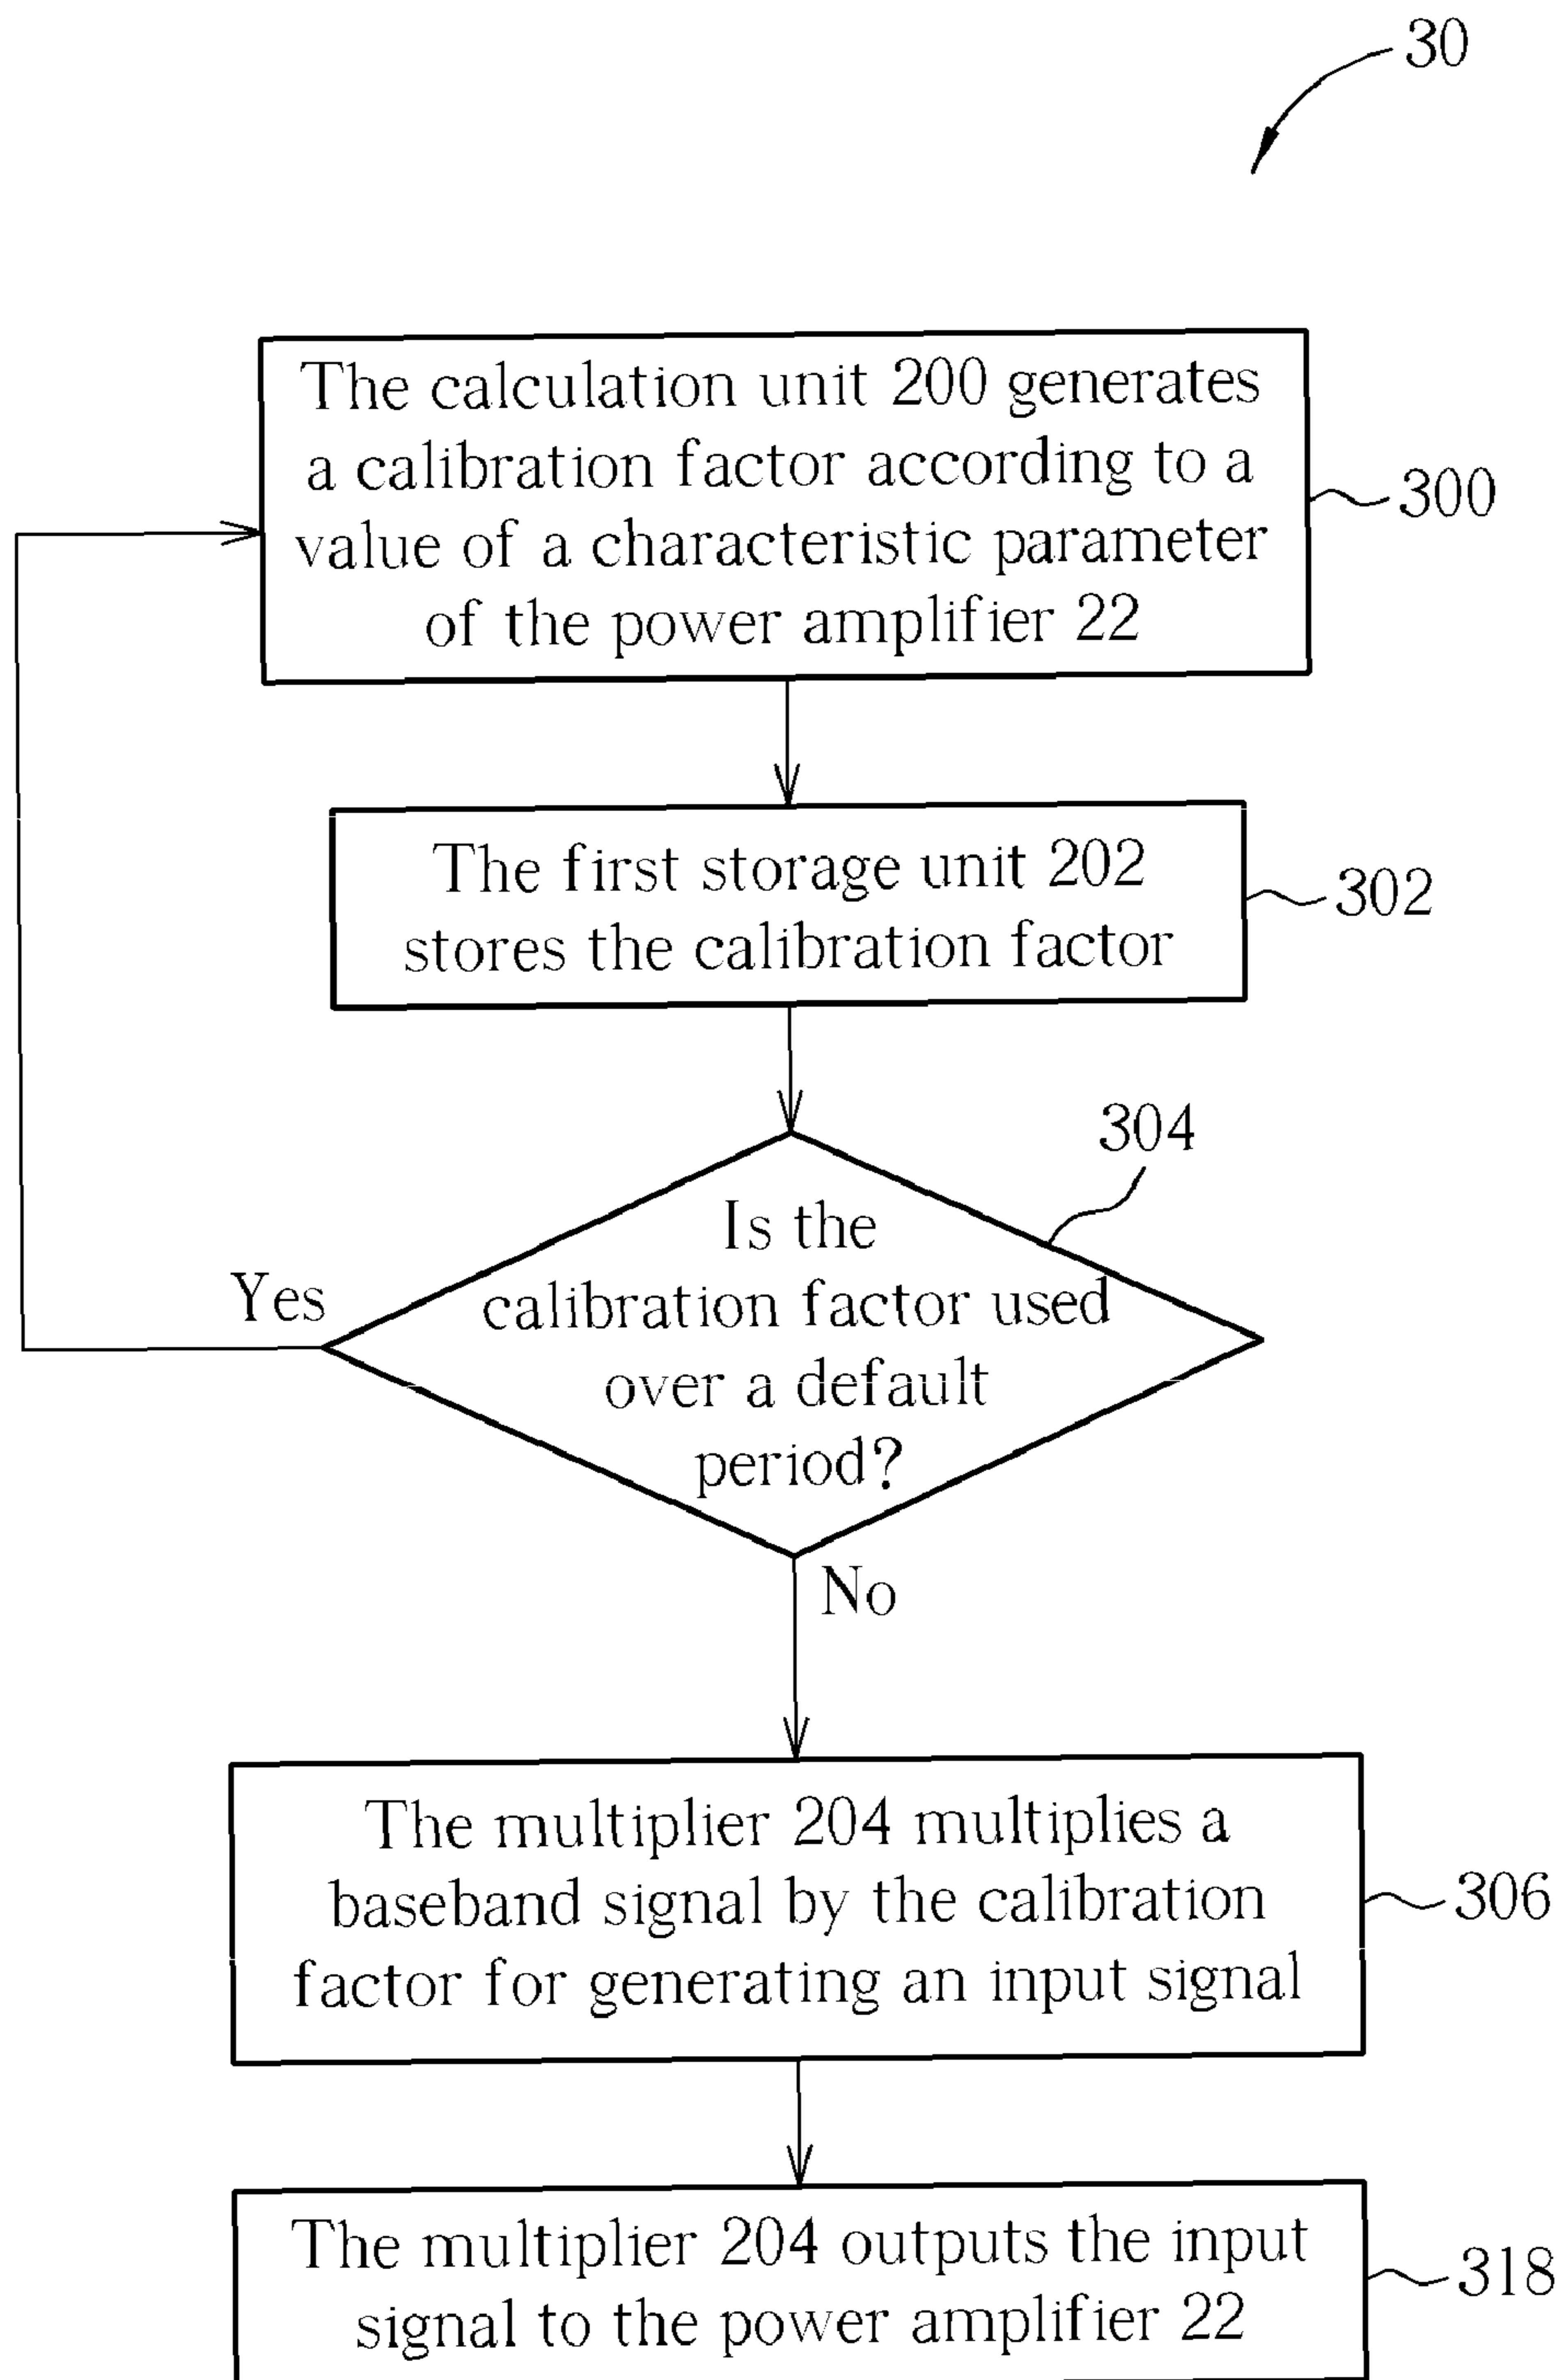 30
The calculation unit 200 generates
a calibration factor according to a
value of a characteristic parameter
of the power amplifier 22
300
The first storage unit 202
stores the calibration factor
302
304
Is the
calibration factor used
over a default
period?
Yes
No
The multiplier 204 multiplies a
baseband signal by the calibration
factor for generating an input signal
306
The multiplier 204 outputs the input
signal to the power amplifier 22
318